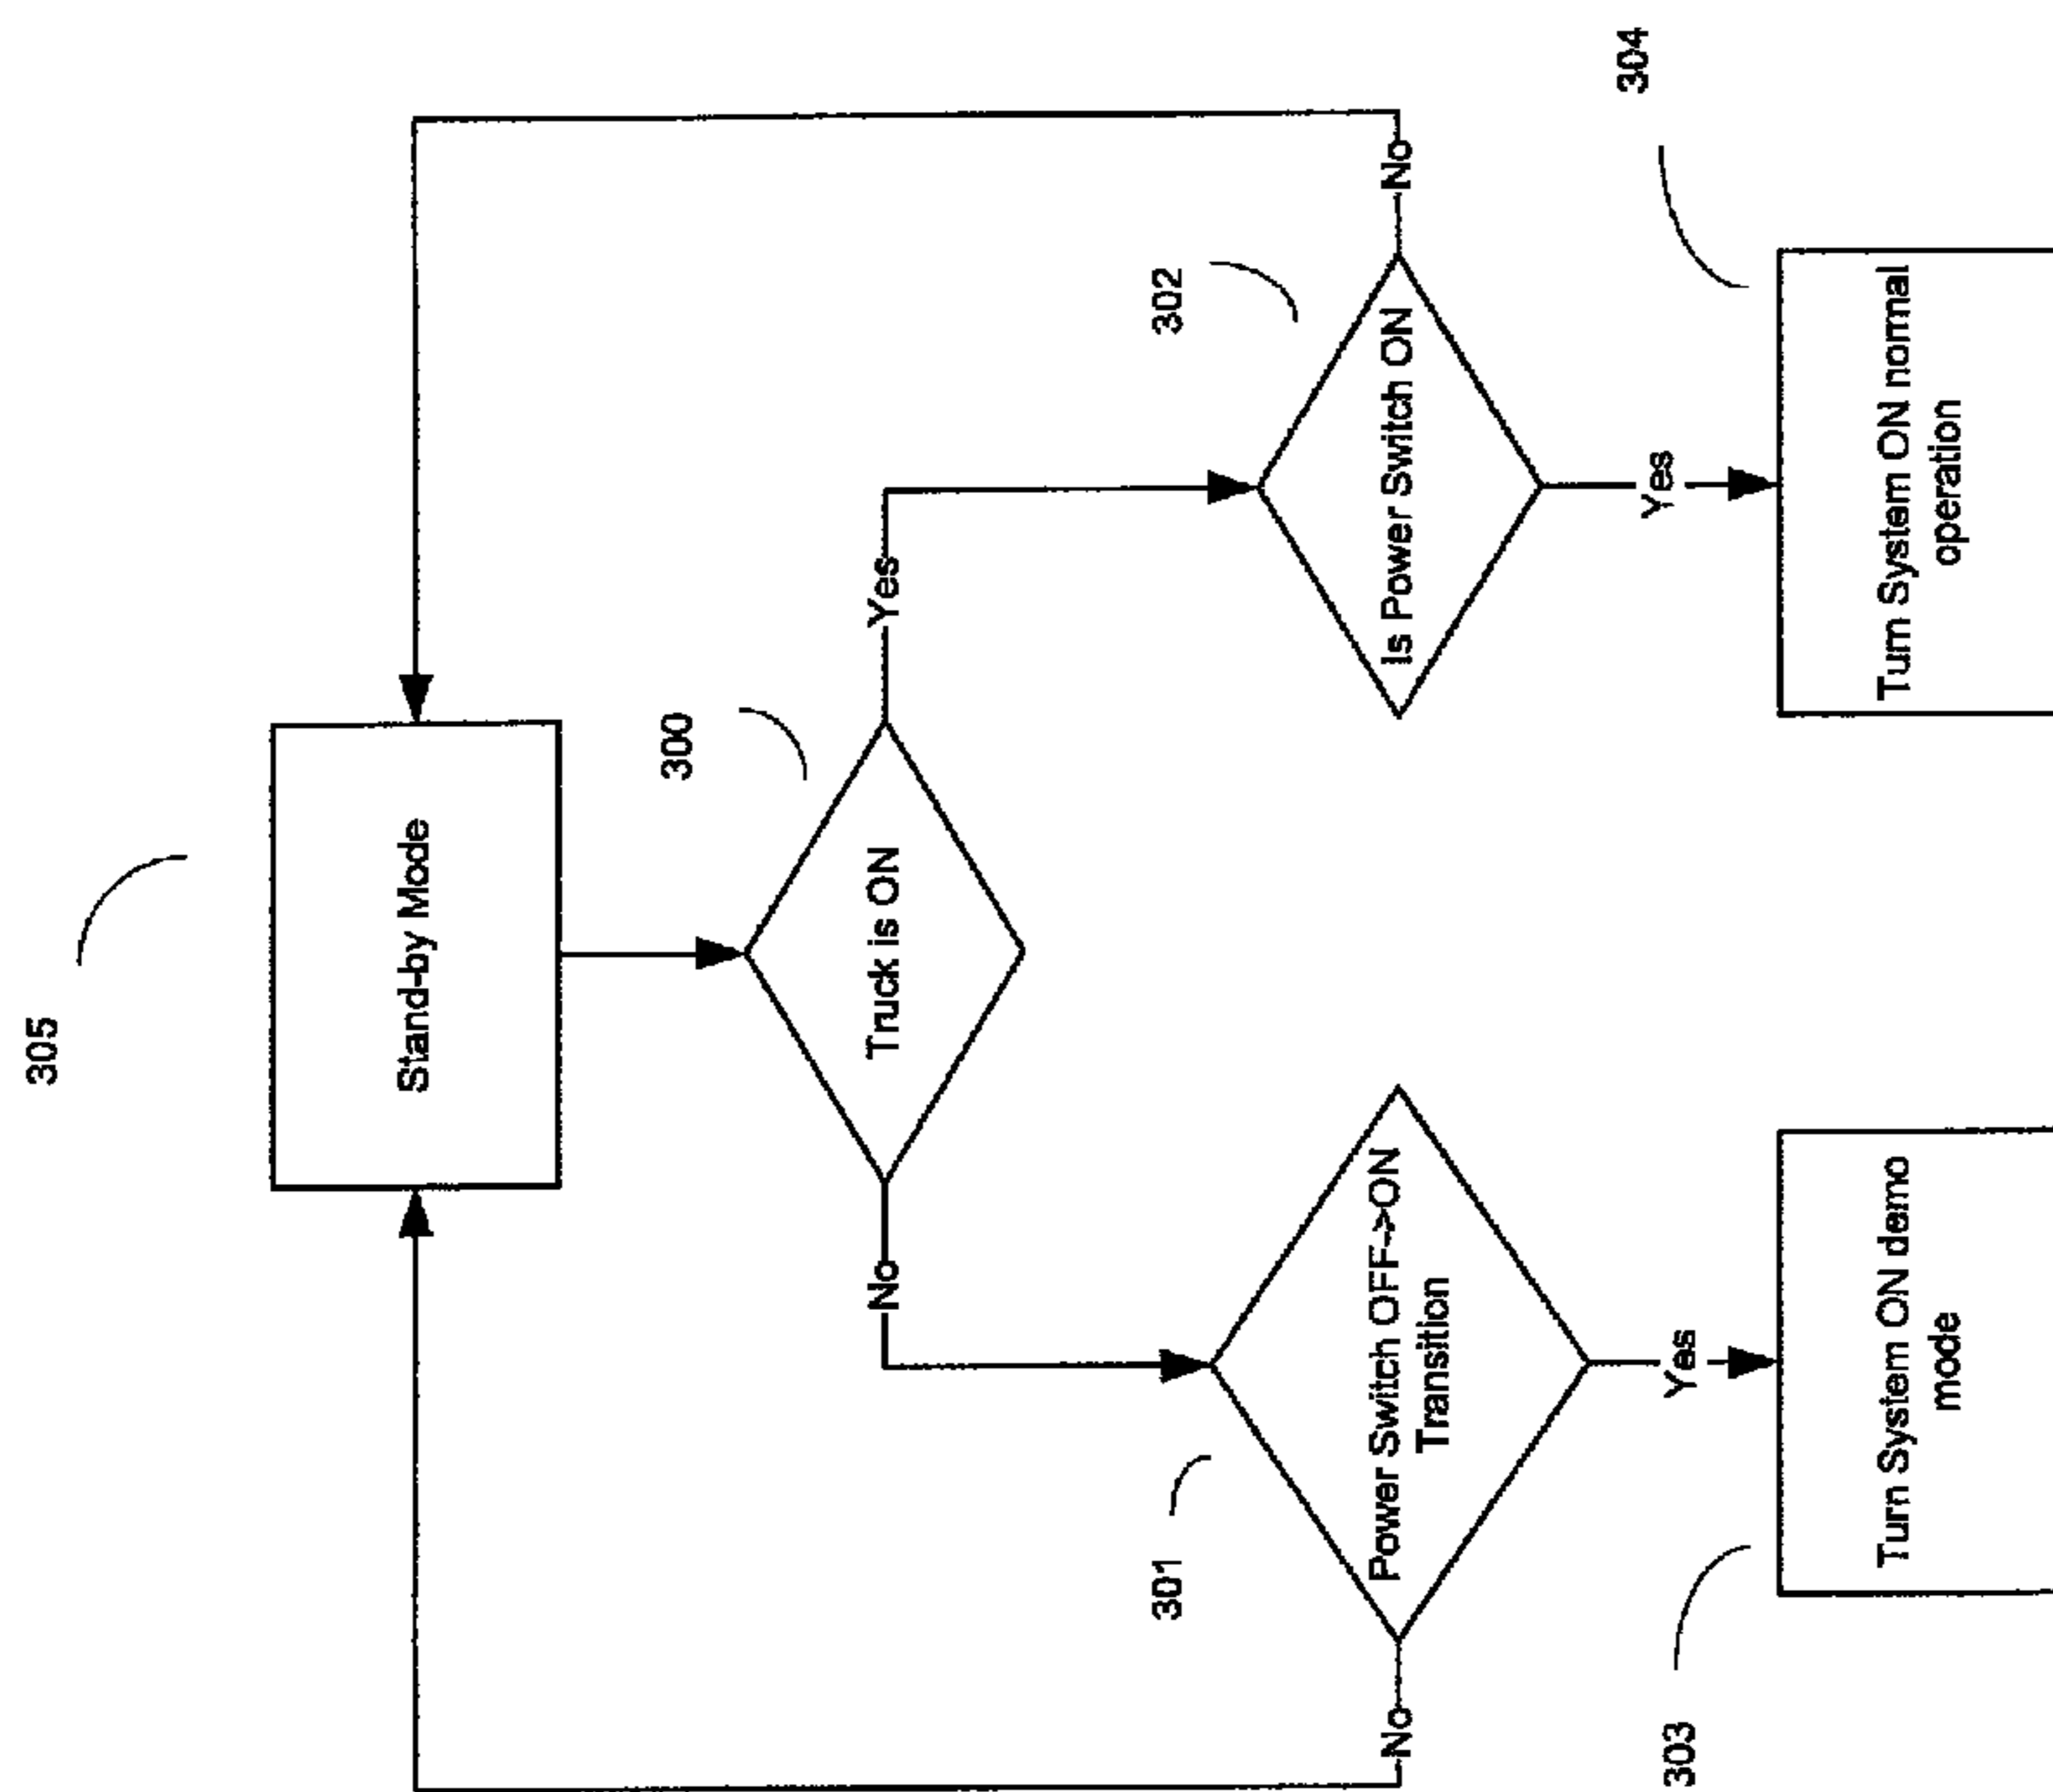 305
Stand-by Mode
300
Truck is ON
No
Yes
301
302
Power Switch OFF->ON
Transition
Is Power Switch ON
No
No
Yes
Yes
303
304
Turn System ON demo
mode
Turn System ON normal
operation